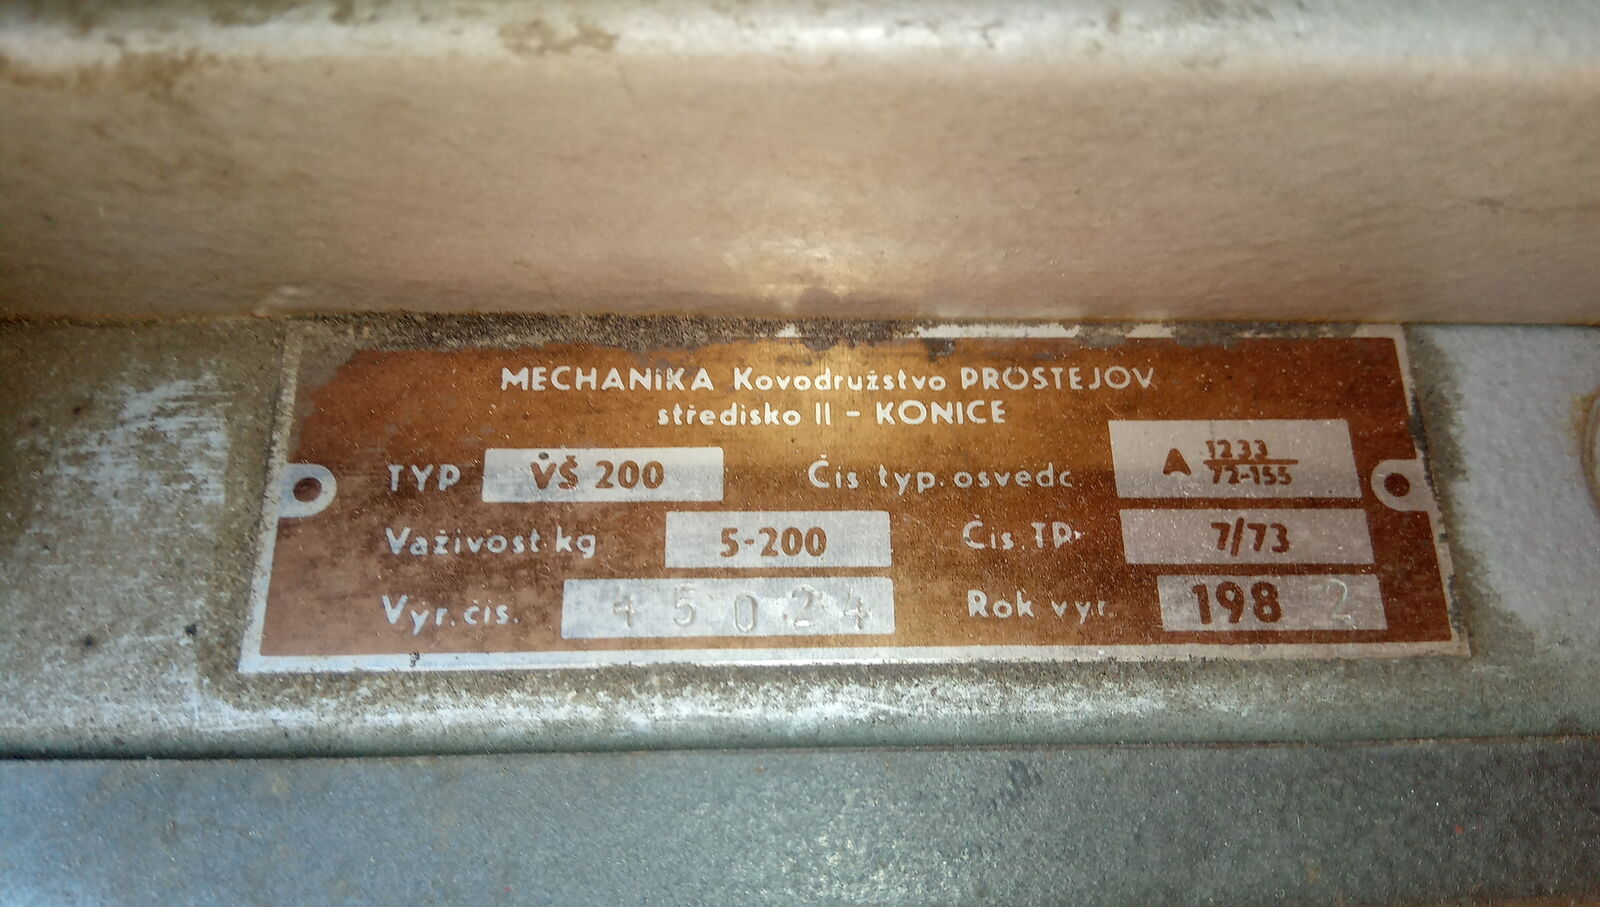 MECHANIKA Kovodružstvo PROSTEJOV
středisko II - KONICE
TYP VŠ 200 Čis typ. osvedc. A 1233/72-155
Važivost kg 5-200 Čis. TP. 7/73
Vyr. čis. 45024 Rok vyr. 1982